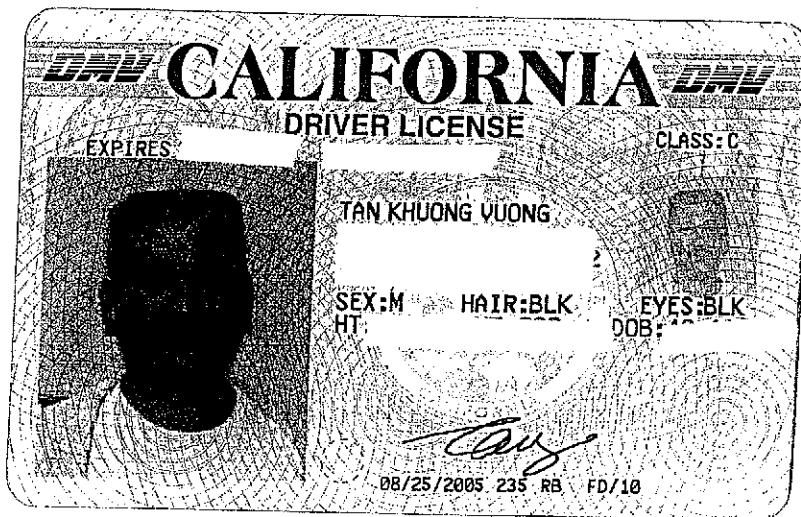 DMV CALIFORNIA DMV
DRIVER LICENSE
EXPIRES
CLASS:C
TAN KHUONG VUONG
SEX:M HAIR:BLK EYES:BLK
HT: DOB:
Tang
08/25/2005 235 RB FD/10